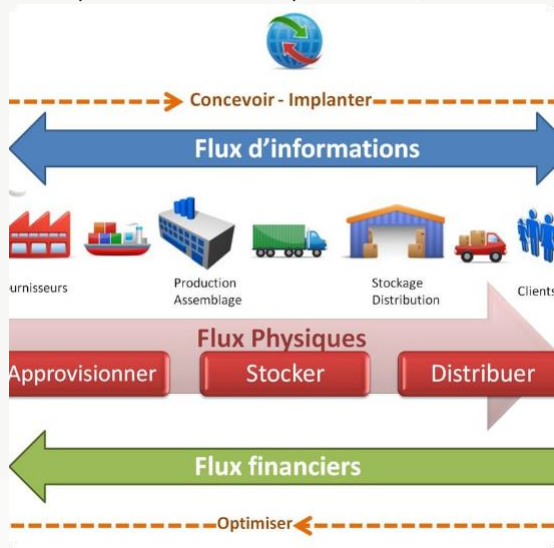 Concevoir - Implanter
Flux d'informations
urnisseurs
Production
Assemblage
Stockage
Distribution
Clients
Flux Physiques
Approvisionner
Stocker
Distribuer
Flux financiers
Optimiser